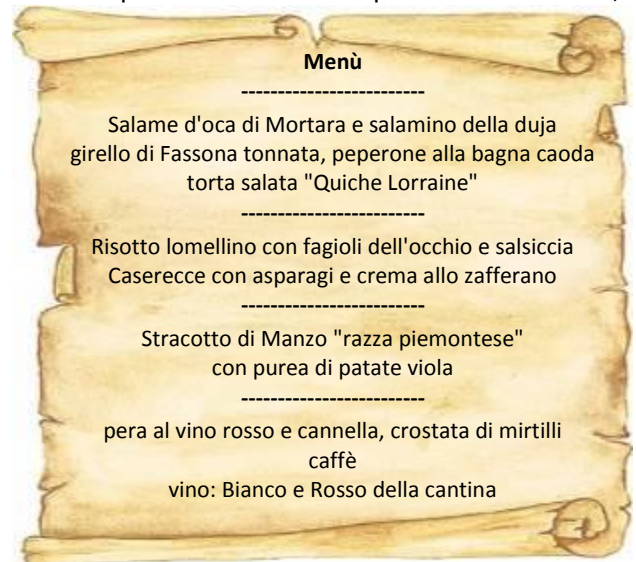 Menù
-------------------------
Salame d'oca di Mortara e salamino della duja
girello di Fassona tonnata, peperone alla bagna caoda
torta salata "Quiche Lorraine"
-------------------------
Risotto lomellino con fagioli dell'occhio e salsiccia
Caserecce con asparagi e crema allo zafferano
-------------------------
Stracotto di Manzo "razza piemontese"
con purea di patate viola
-------------------------
pera al vino rosso e cannella, crostata di mirtilli
caffè
vino: Bianco e Rosso della cantina